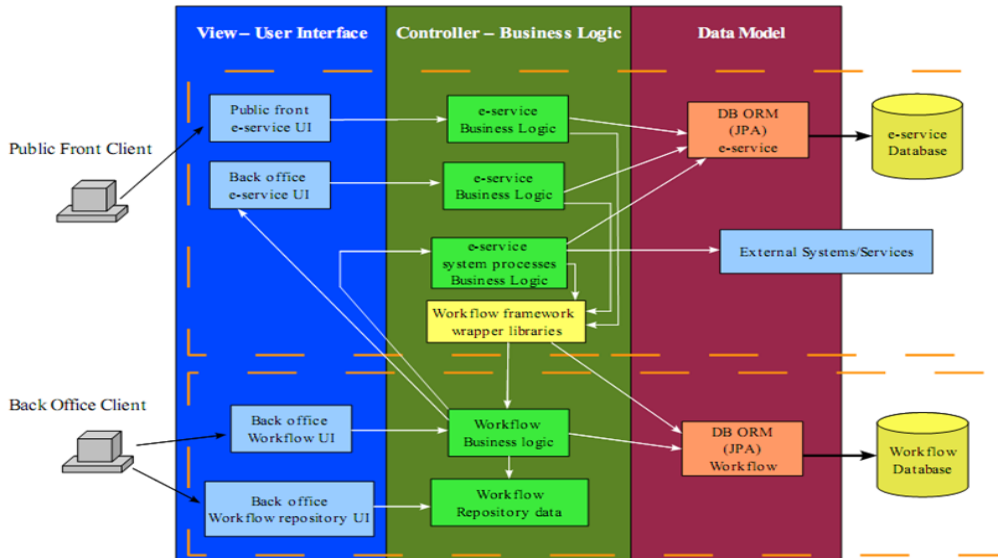 View – User Interface
Controller – Business Logic
Data Model
Public Front Client
Public front
e-service UI
e-service
Business Logic
DB ORM
(JPA)
e-service
e-service
Database
Back office
e-service UI
e-service
Business Logic
e-service
system processes
Business Logic
External Systems/Services
Workflow framework
wrapper libraries
Back Office Client
Back office
Workflow UI
Workflow
Business logic
DB ORM
(JPA)
Workflow
Workflow
Database
Back office
Workflow repository UI
Workflow
Repository data